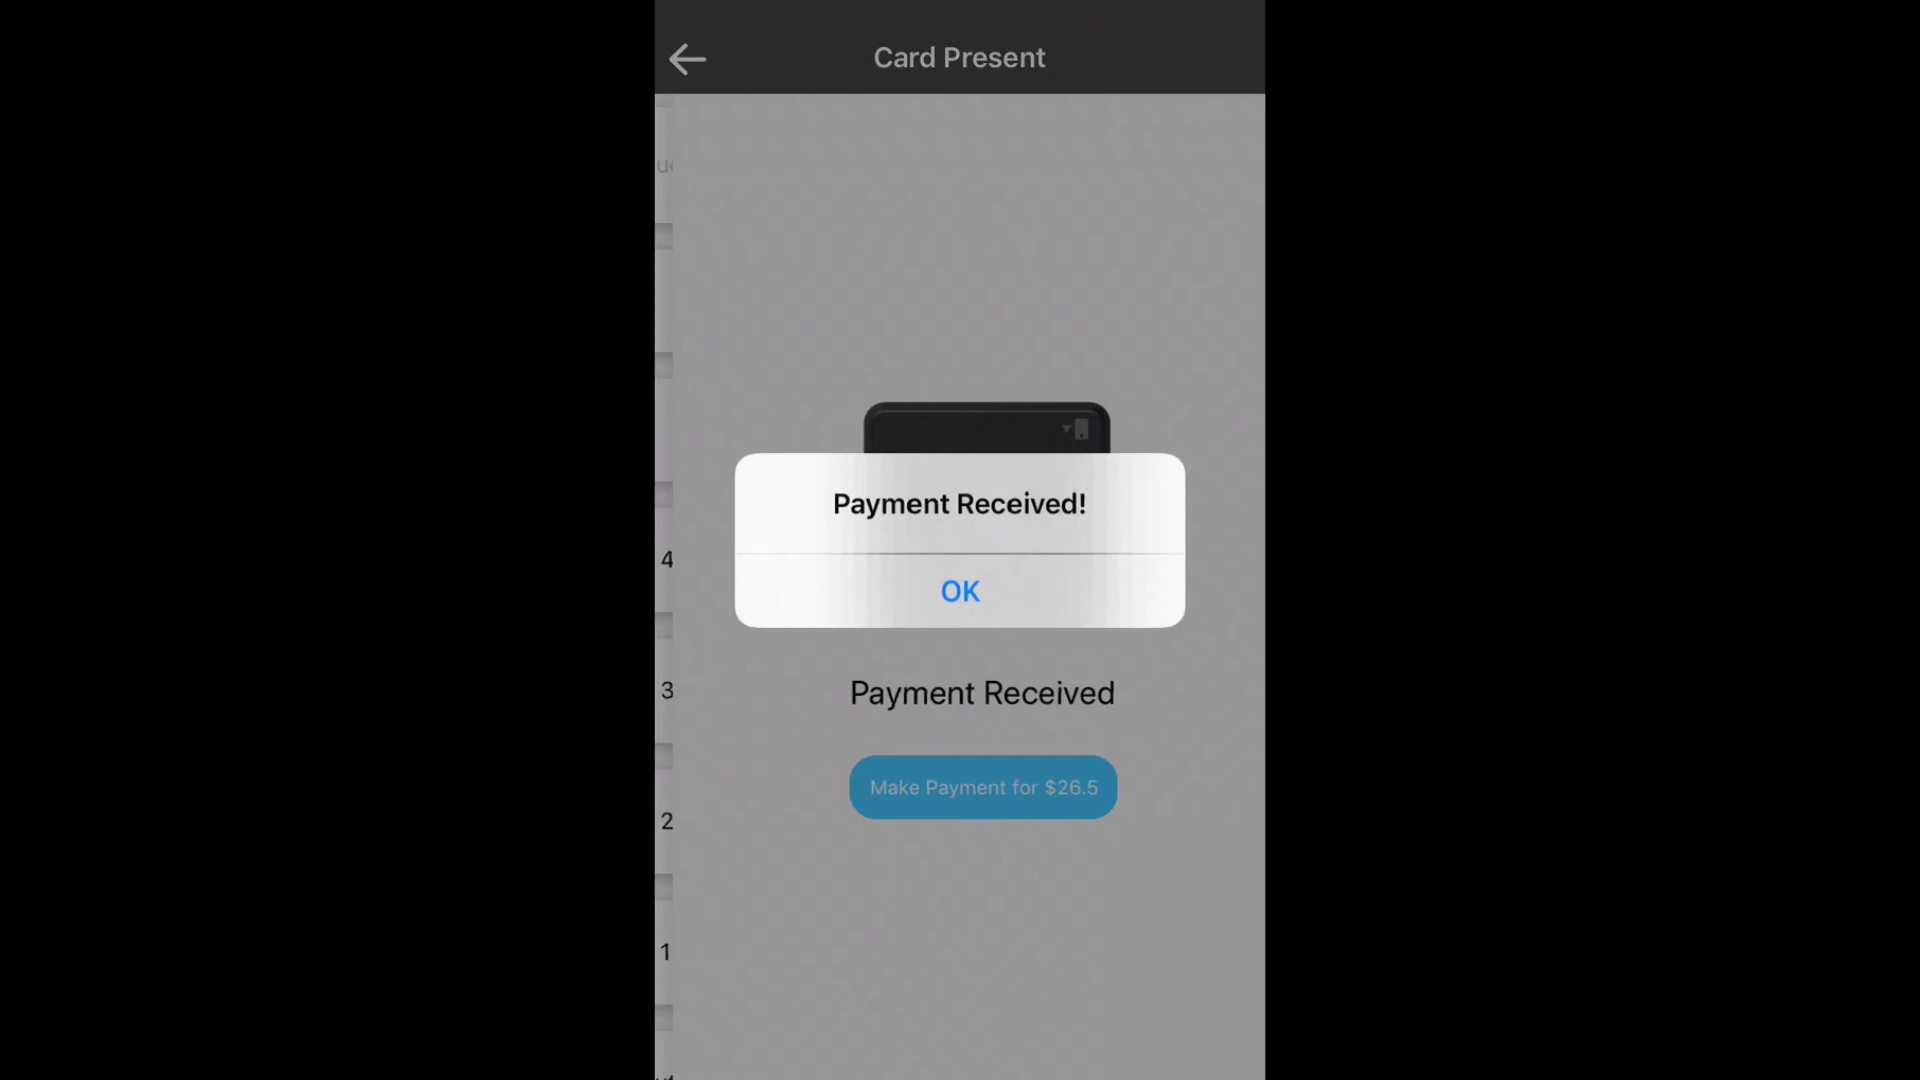 Card Present
Payment Received!
OK
4
Payment Received
3
Make Payment for $26.5
2
1